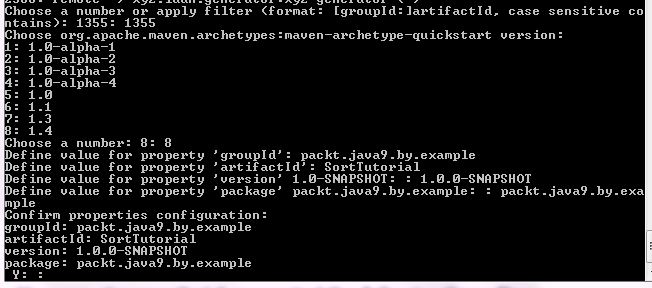 Choose a number or apply filter (format: [groupId:]artifactId, case sensitive co
ntains): 1355: 1355
Choose org.apache.maven.archetypes:maven-archetype-quickstart version:
1: 1.0-alpha-1
2: 1.0-alpha-2
3: 1.0-alpha-3
4: 1.0-alpha-4
5: 1.0
6: 1.1
7: 1.3
8: 1.4
Choose a number: 8: 8
Define value for property 'groupId': packt.java9.by.example
Define value for property 'artifactId': SortTutorial
Define value for property 'version' 1.0-SNAPSHOT: : 1.0.0-SNAPSHOT
Define value for property 'package' packt.java9.by.example: : packt.java9.by.exa
mple
Confirm properties configuration:
groupId: packt.java9.by.example
artifactId: SortTutorial
version: 1.0.0-SNAPSHOT
package: packt.java9.by.example
Y: :